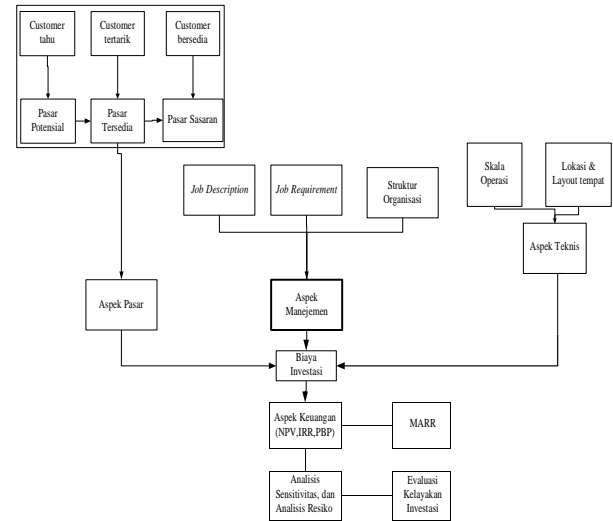 Customer
tahu
Customer
tertarik
Customer
bersedia
Pasar
Potensial
Pasar
Tersedia
Pasar Sasaran
Job Description
Job Requirement
Struktur
Organisasi
Skala
Operasi
Lokasi &
Layout tempat
Aspek Teknis
Aspek Pasar
Aspek
Manejemen
Biaya
Investasi
Aspek Keuangan
(NPV,IRR,PBP)
MARR
Analisis
Sensitivitas, dan
Analisis Resiko
Evaluasi
Kelayakan
Investasi